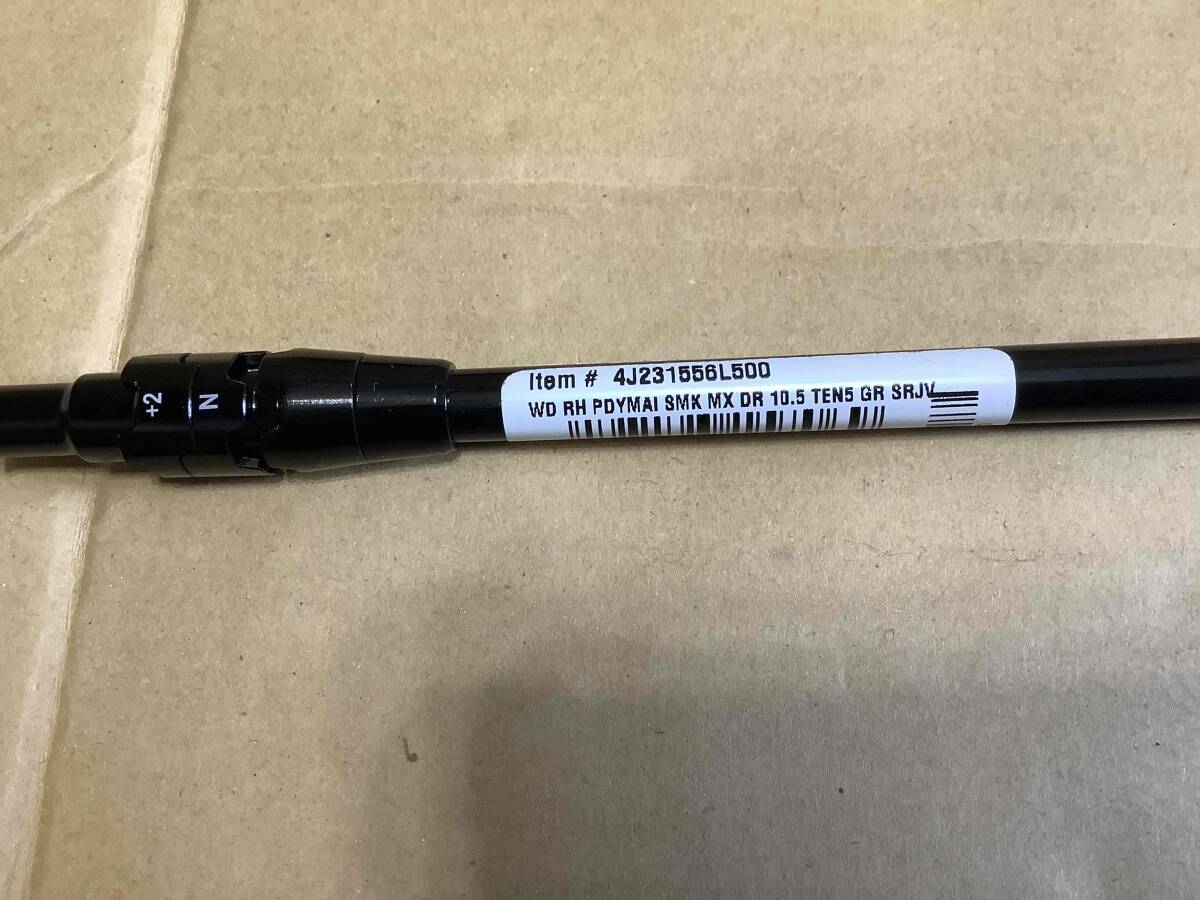 +2
N
Item # 4J231556L500
WD RH PDYMAI SMK MX DR 10.5 TEN5 GR SRJV